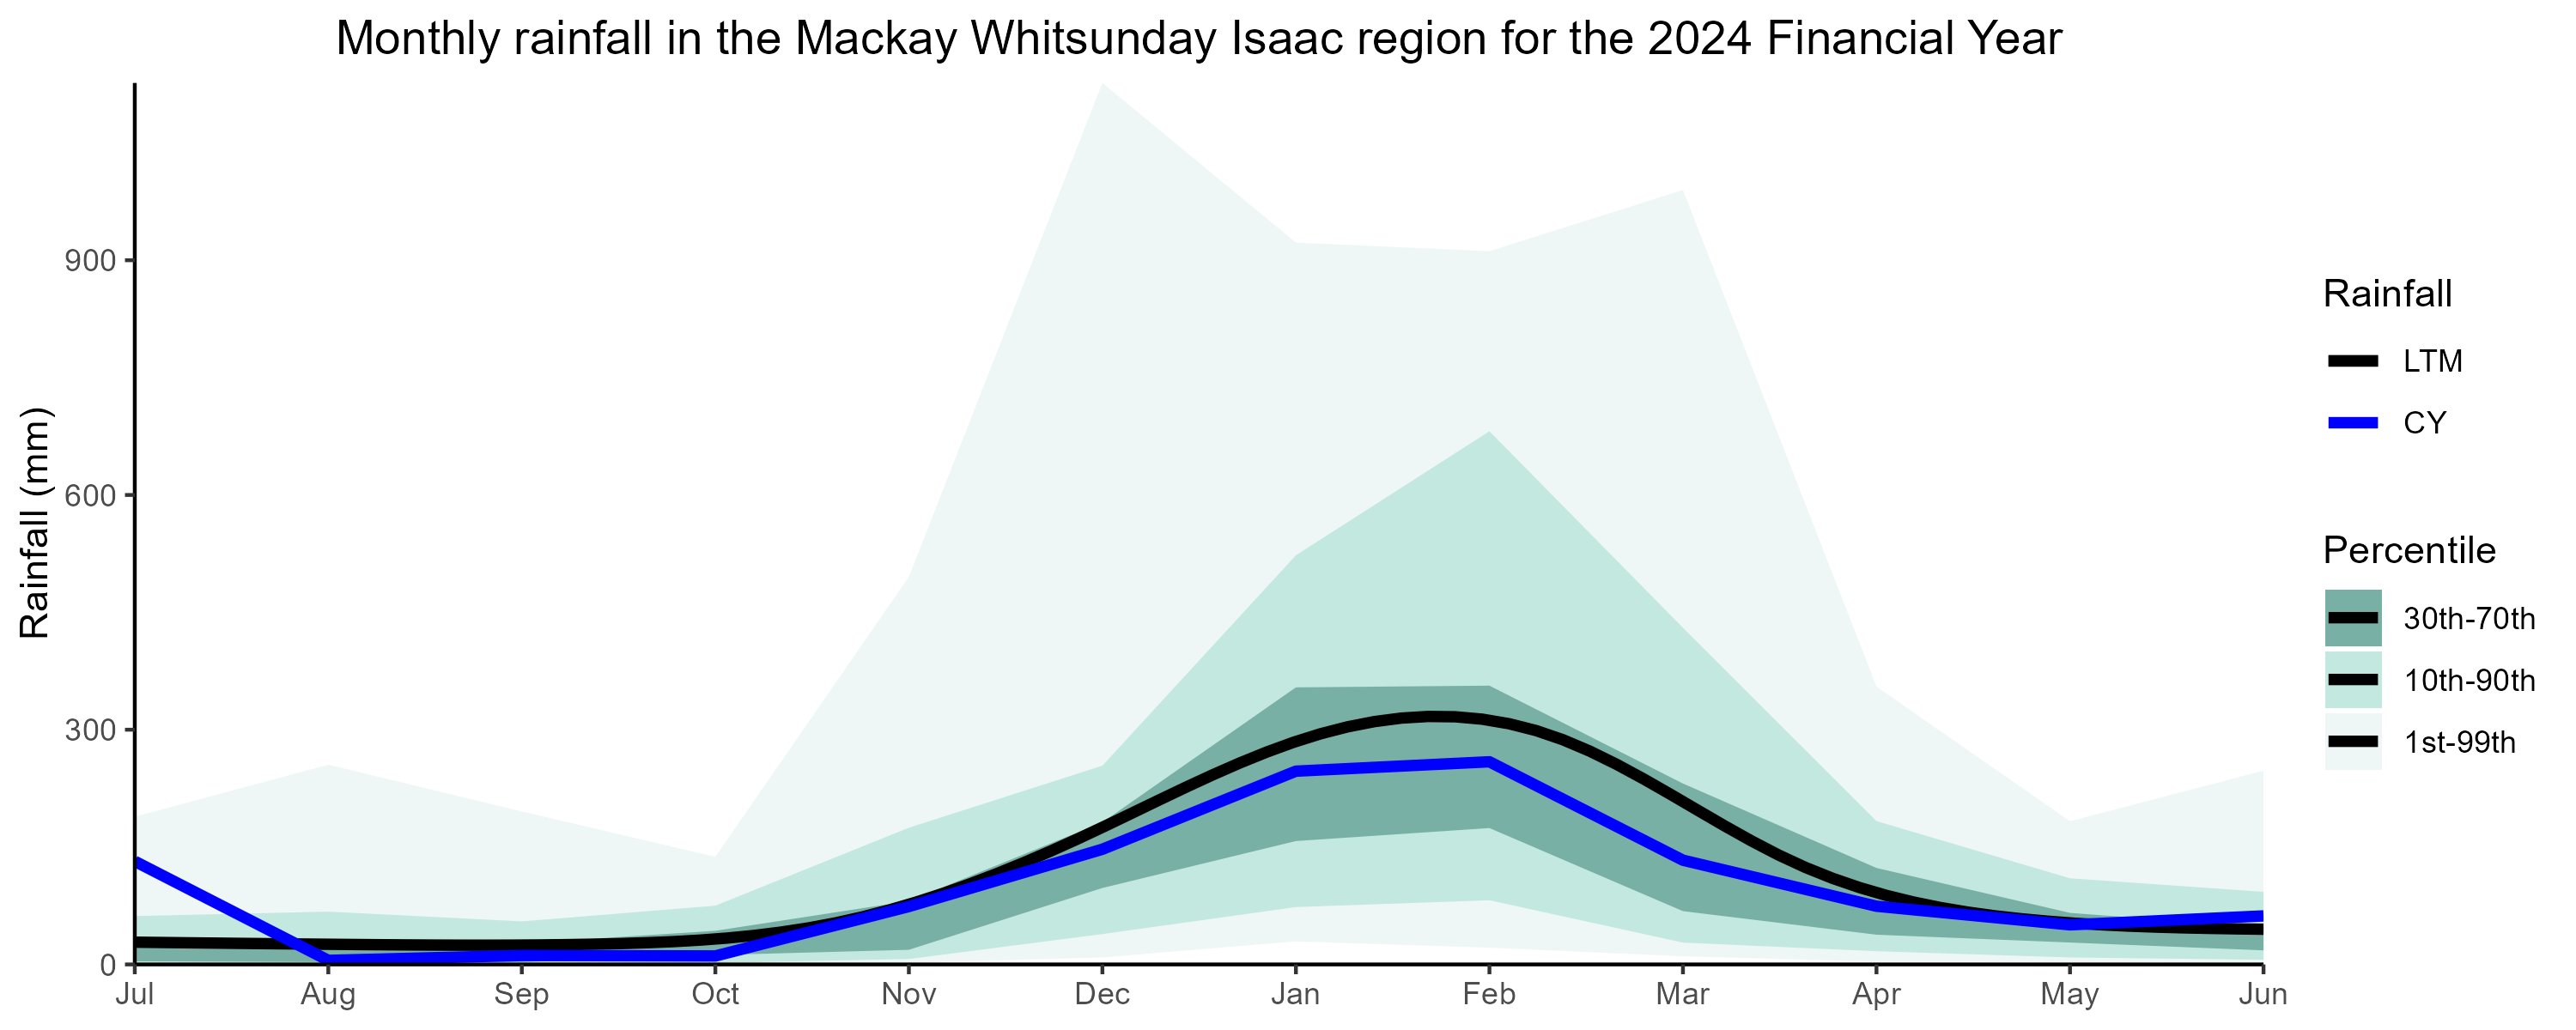 Monthly rainfall in the Mackay Whitsunday Isaac region for the 2024 Financial Year
Rainfall (mm)
900
600
300
0
Jul Aug Sep Oct Nov Dec Jan Feb Mar Apr May Jun
Rainfall
LTM
CY
Percentile
30th-70th
10th-90th
1st-99th